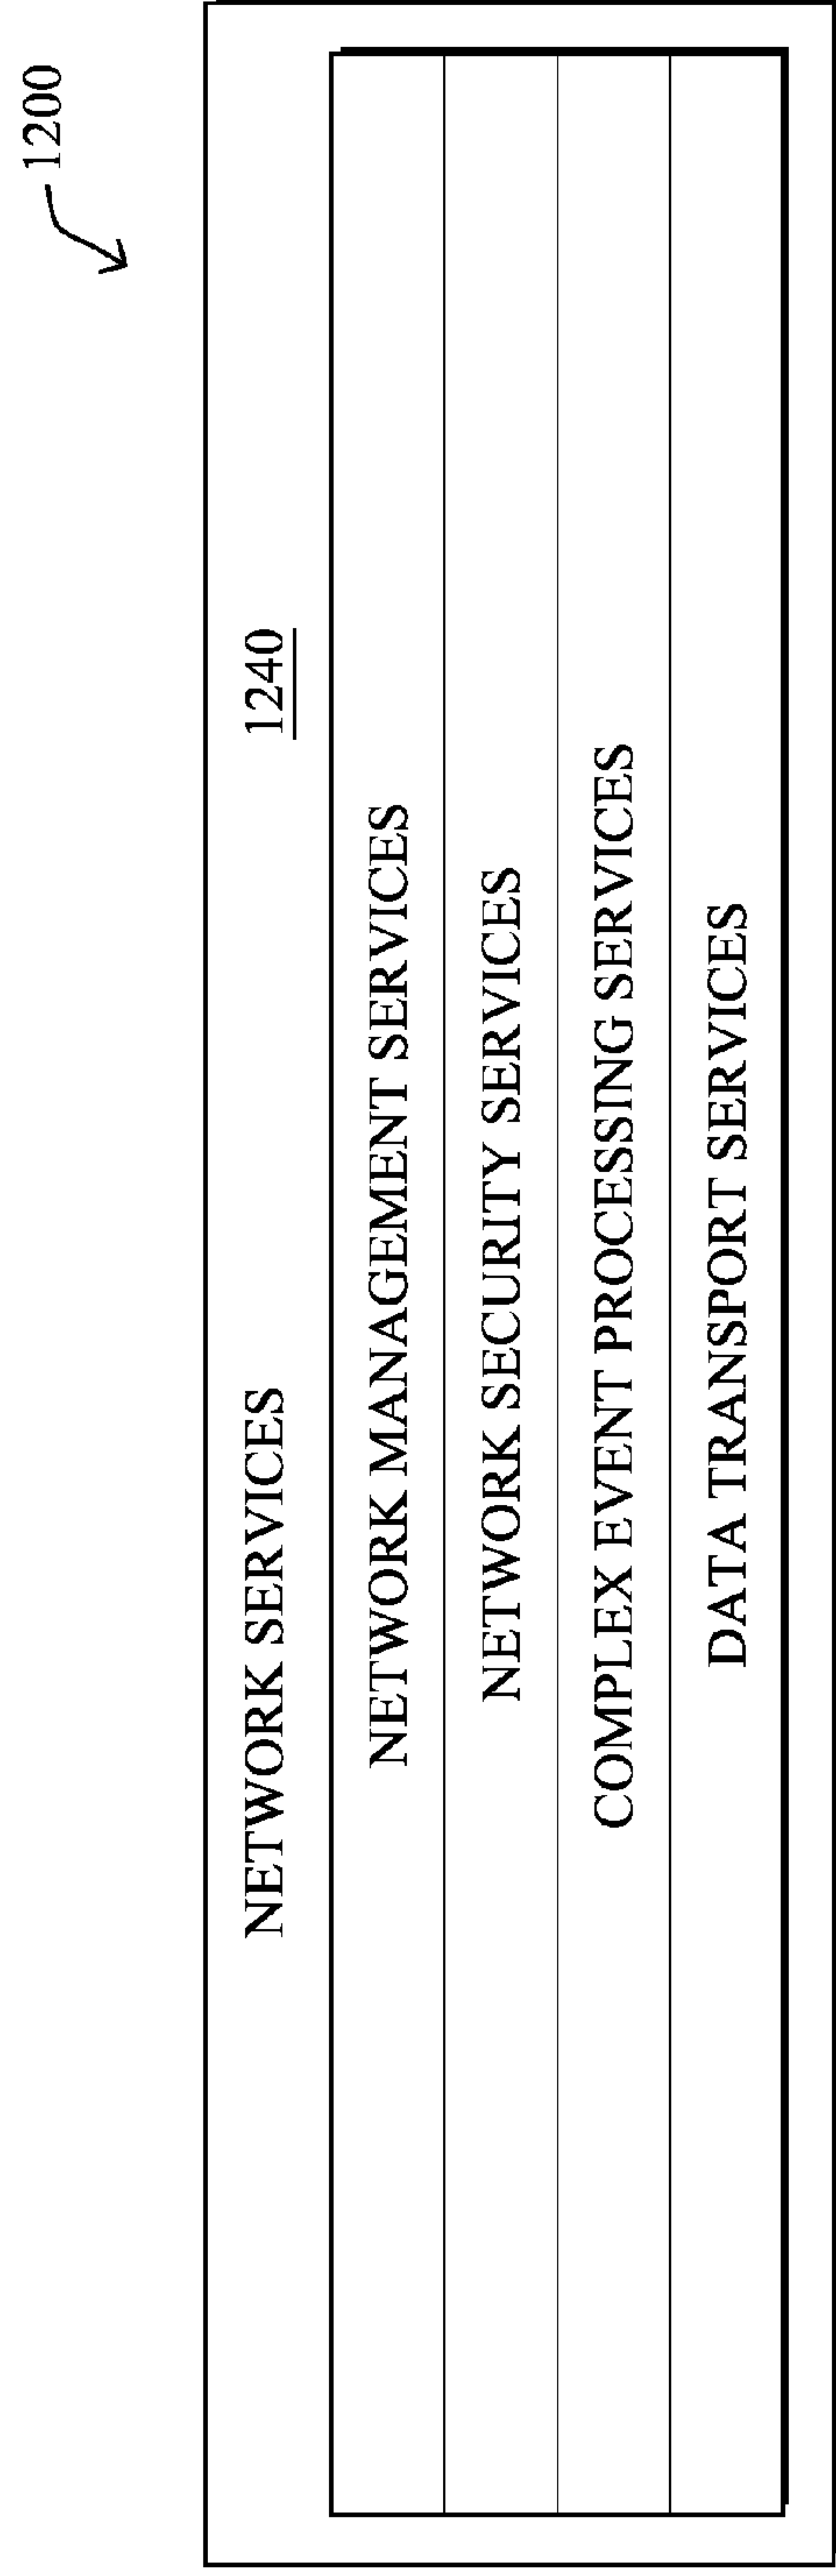 1200
NETWORK SERVICES 1240
NETWORK MANAGEMENT SERVICES
NETWORK SECURITY SERVICES
COMPLEX EVENT PROCESSING SERVICES
DATA TRANSPORT SERVICES